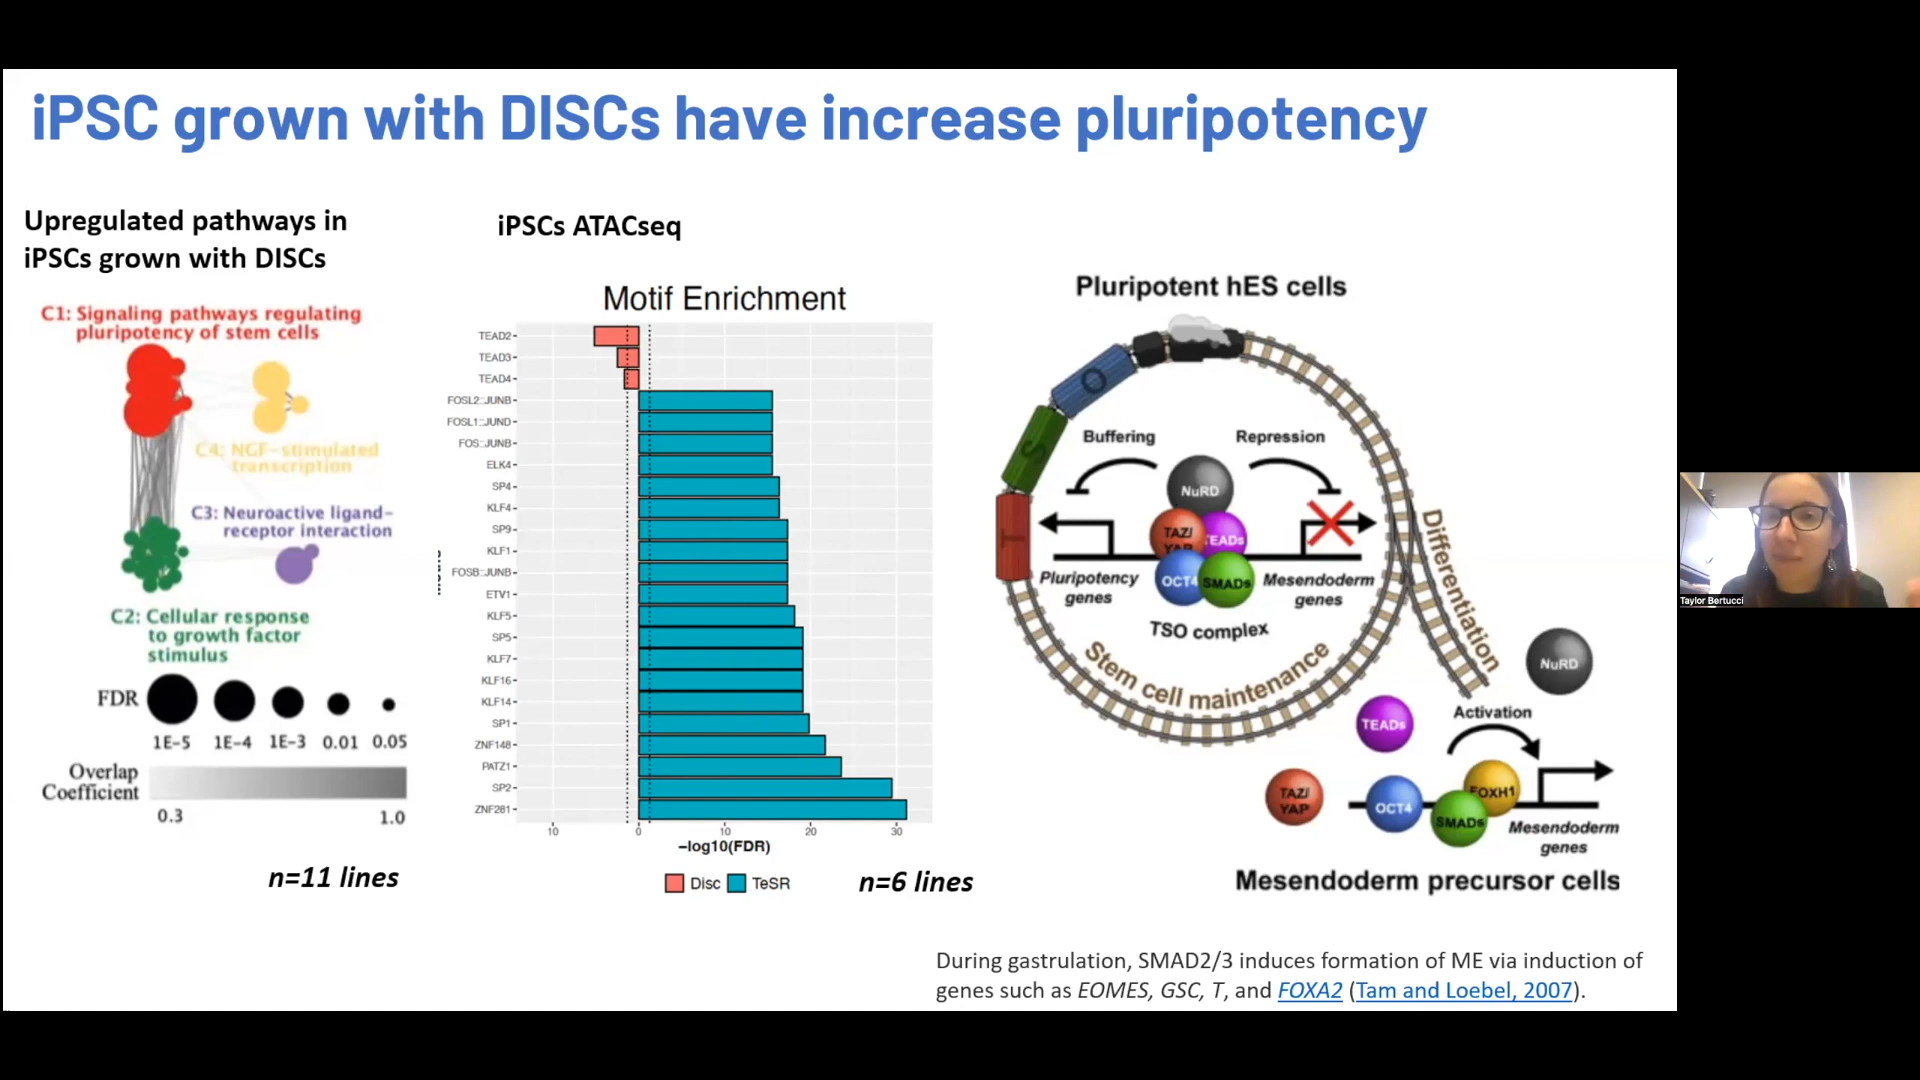 iPSC grown with DISCs have increase pluripotency
Upregulated pathways in
iPSCs grown with DISCs
C1: Signaling pathways regulating
pluripotency of stem cells
C4: NGF-stimulated
transcription
C3: Neuroactive ligand-
receptor interaction
C2: Cellular response
to growth factor
stimulus
FDR
1E-5 1E-4 1E-3 0.01 0.05
Overlap
Coefficient
0.3 1.0
n=11 lines
iPSCs ATACseq
Motif Enrichment
TEAD2
TEAD3
TEAD4
FOSL2::JUNB
FOSL1::JUND
FOS::JUNB
ELK4
SP4
KLF4
SP9
KLF1
FOSB::JUNB
ETV1
KLF5
SP5
KLF7
KLF16
KLF14
SP1
ZNF148
PATZ1
SP2
ZNF281
10 0 10 20 30
-log10(FDR)
Disc TeSR
n=6 lines
Pluripotent hES cells
O
S
T
Buffering Repression
NuRD
TAZ/
YAP
TEADs
OCT4
SMADs
Pluripotency
genes
Mesendoderm
genes
TSO complex
Stem cell maintenance
Differentiation
NuRD
TEADs
Activation
TAZ/
YAP
OCT4
SMADs
FOXH1
Mesendoderm
genes
Mesendoderm precursor cells
During gastrulation, SMAD2/3 induces formation of ME via induction of
genes such as EOMES, GSC, T, and FOXA2 (Tam and Loebel, 2007).
Taylor Bertucci